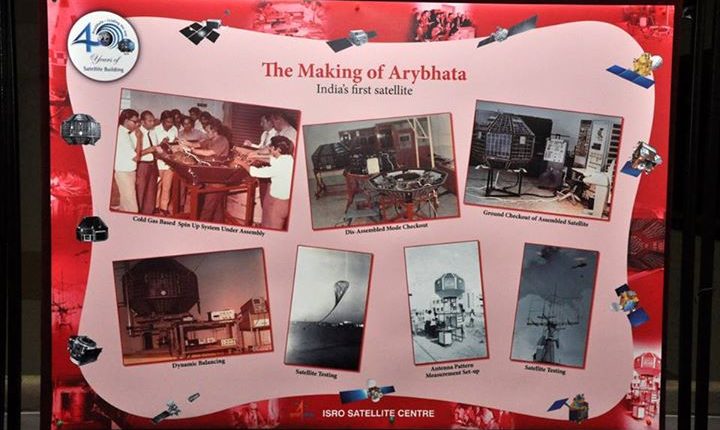 40
Years of
Satellite Building
The Making of Arybhata
India's first satellite
Cold Gas Based Spin Up System Under Assembly
Dis-Assembled Mode Checkout
Ground Checkout of Assembled Satellite
Dynamic Balancing
Satellite Testing
Antenna Pattern
Measurement Set-up
Satellite Testing
ISRO SATELLITE CENTRE